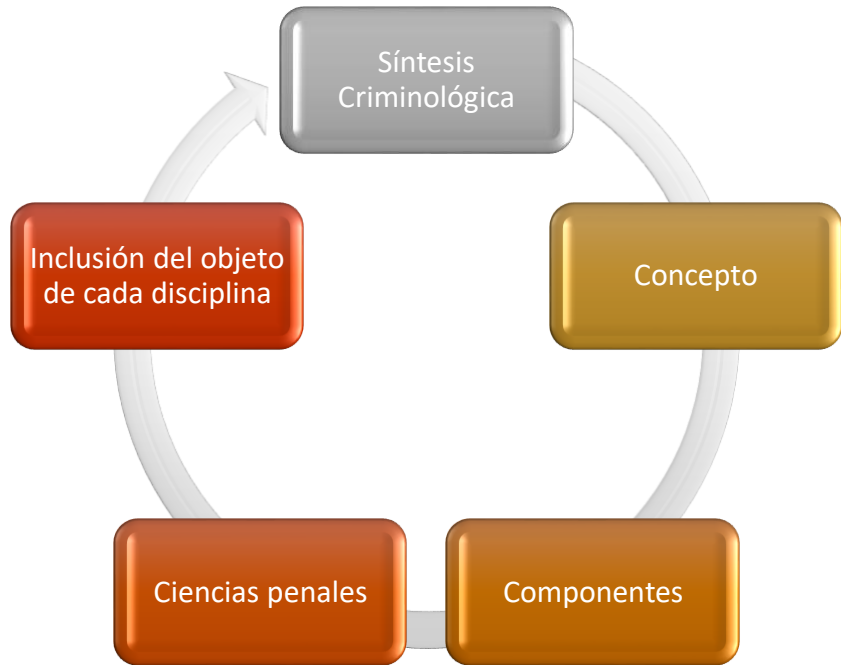 Síntesis
Criminológica
Concepto
Componentes
Ciencias penales
Inclusión del objeto
de cada disciplina